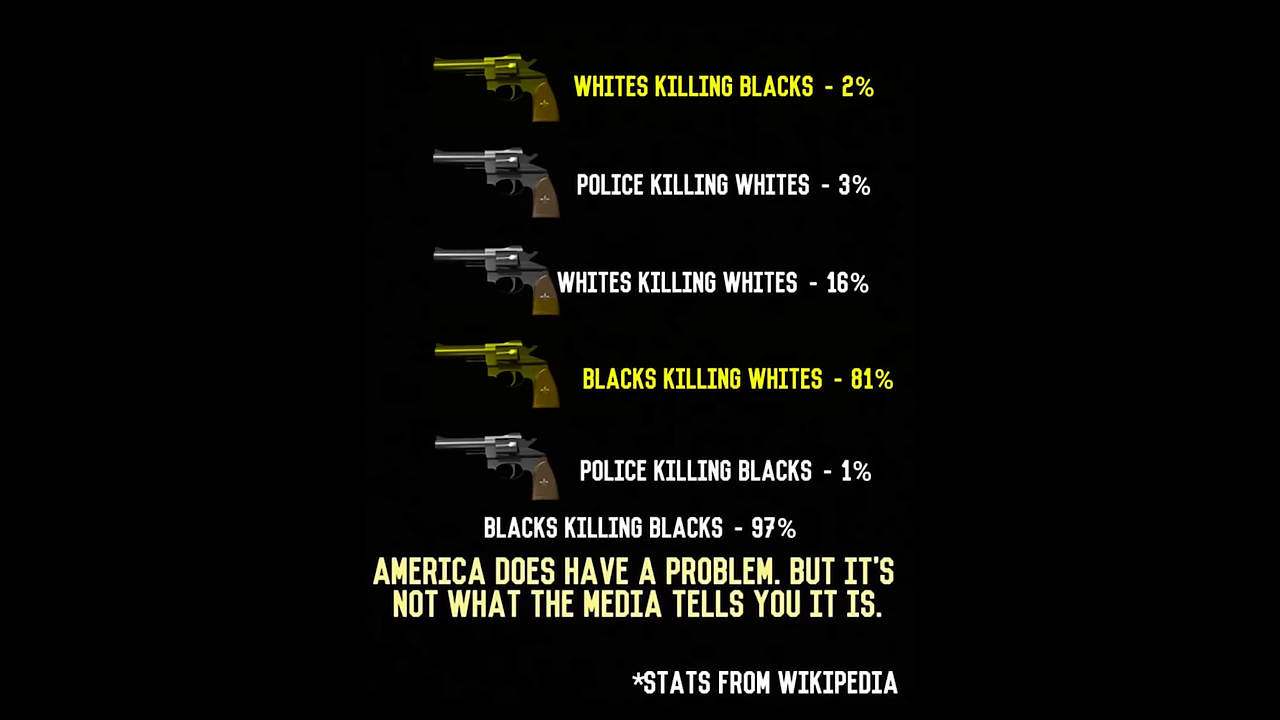 WHITES KILLING BLACKS - 2%
POLICE KILLING WHITES - 3%
WHITES KILLING WHITES - 16%
BLACKS KILLING WHITES - 81%
POLICE KILLING BLACKS - 1%
BLACKS KILLING BLACKS - 97%
AMERICA DOES HAVE A PROBLEM. BUT IT'S
NOT WHAT THE MEDIA TELLS YOU IT IS.
*STATS FROM WIKIPEDIA